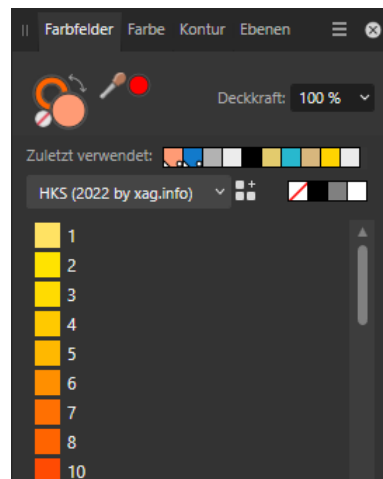 Farbfelder Farbe Kontur Ebenen
Deckkraft: 100 %
Zuletzt verwendet:
HKS (2022 by xag.info)
1
2
3
4
5
6
7
8
10